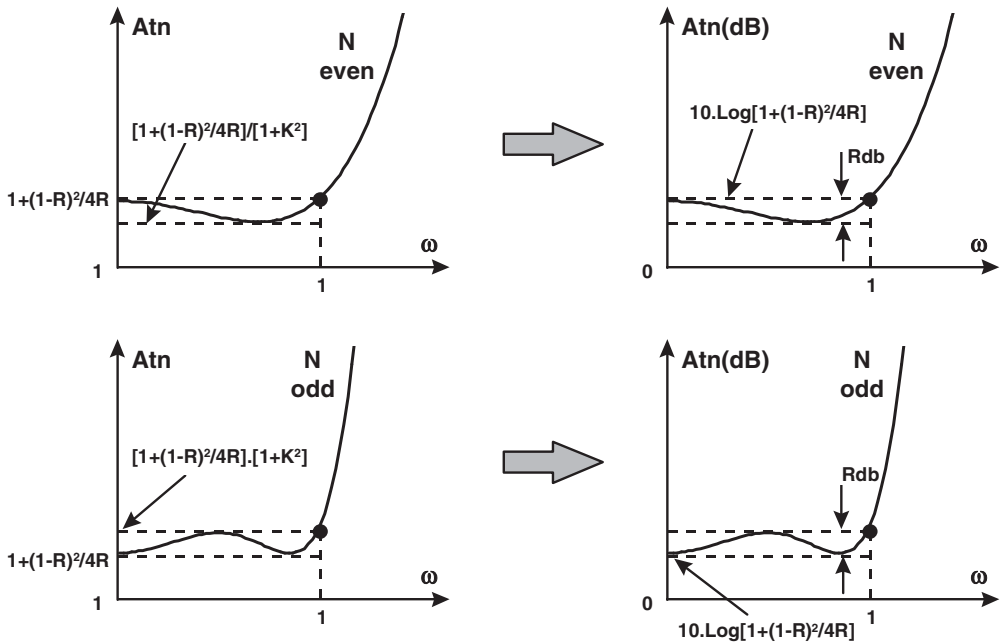 Atn
N
even
[1+(1-R)²/4R]/[1+K²]
1+(1-R)²/4R
1
1
ω
Atn(dB)
N
even
10.Log[1+(1-R)²/4R]
Rdb
0
1
ω
Atn
N
odd
[1+(1-R)²/4R].[1+K²]
1+(1-R)²/4R
1
1
ω
Atn(dB)
N
odd
Rdb
0
1
ω
10.Log[1+(1-R)²/4R]